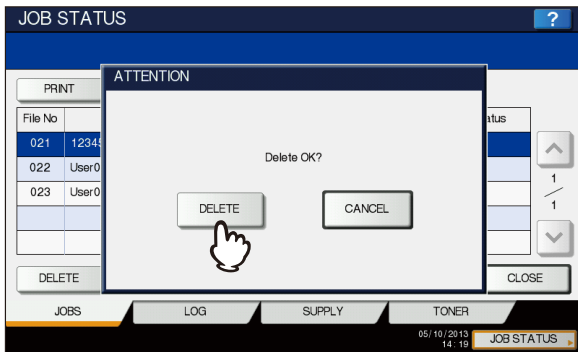 JOB STATUS
?
ATTENTION
PRINT
File No
atus
021 12345
Delete OK?
022 User0
1
023 User0
1
DELETE CANCEL
DELETE
CLOSE
JOBS LOG SUPPLY TONER
05/10/2013
14:19
JOB STATUS